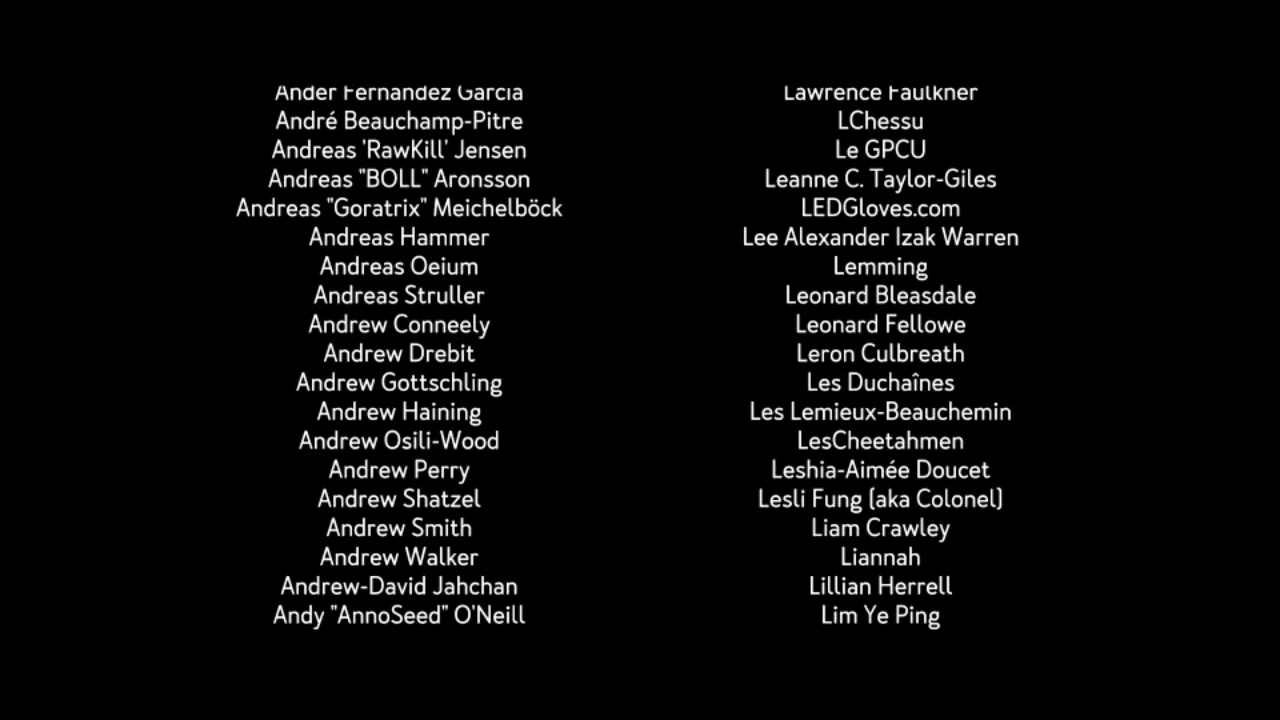 Ander Fernandez Garcia
André Beauchamp-Pitre
Andreas 'RawKill' Jensen
Andreas "BOLL" Aronsson
Andreas "Goratrix" Meichelböck
Andreas Hammer
Andreas Oeium
Andreas Struller
Andrew Conneely
Andrew Drebit
Andrew Gottschling
Andrew Haining
Andrew Osili-Wood
Andrew Perry
Andrew Shatzel
Andrew Smith
Andrew Walker
Andrew-David Jahchan
Andy "AnnoSeed" O'Neill
Lawrence Faulkner
LChessu
Le GPCU
Leanne C. Taylor-Giles
LEDGloves.com
Lee Alexander Izak Warren
Lemming
Leonard Bleasdale
Leonard Fellowe
Leron Culbreath
Les Duchaînes
Les Lemieux-Beauchemin
LesCheetahmen
Leshia-Aimée Doucet
Lesli Fung (aka Colonel)
Liam Crawley
Liannah
Lillian Herrell
Lim Ye Ping